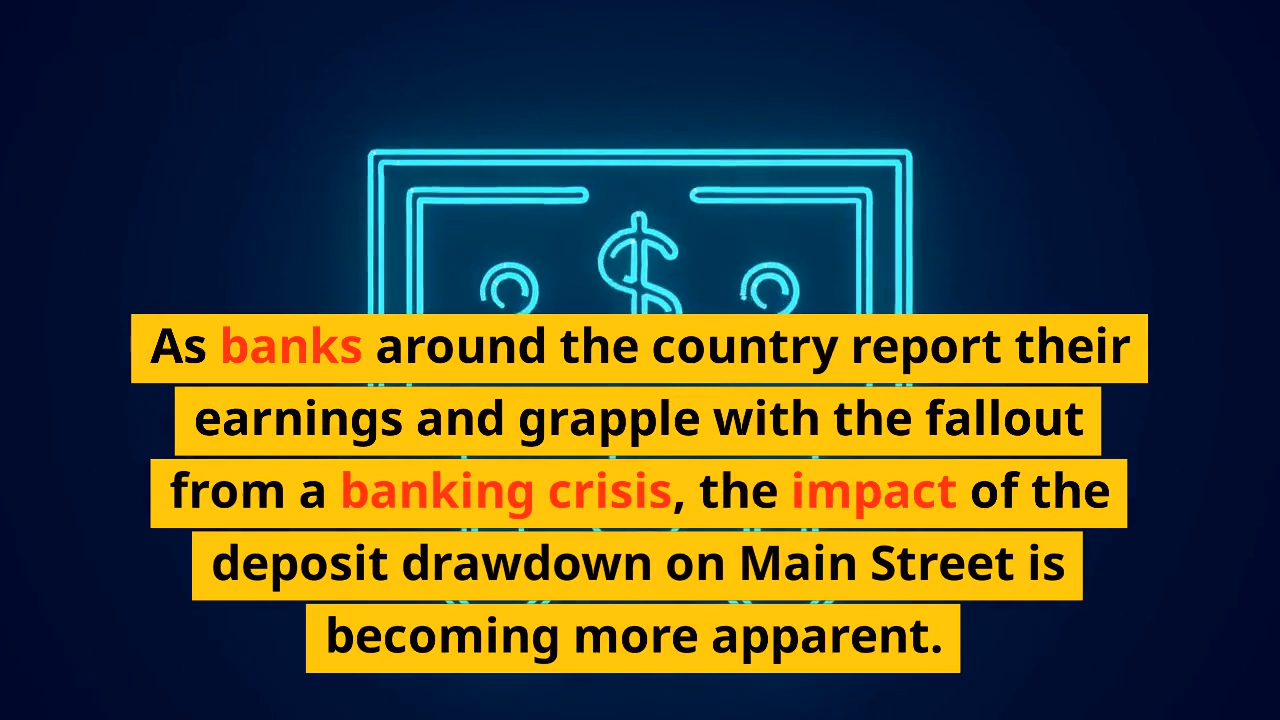 $
As banks around the country report their
earnings and grapple with the fallout
from a banking crisis, the impact of the
deposit drawdown on Main Street is
becoming more apparent.